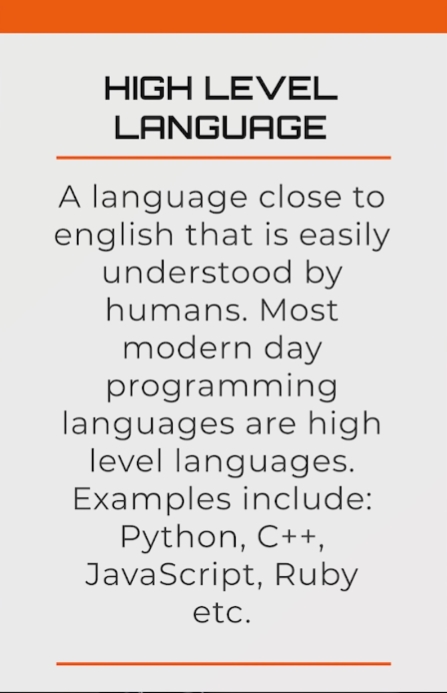 HIGH LEVEL
LANGUAGE
A language close to
english that is easily
understood by
humans. Most
modern day
programming
languages are high
level languages.
Examples include:
Python, C++,
JavaScript, Ruby
etc.